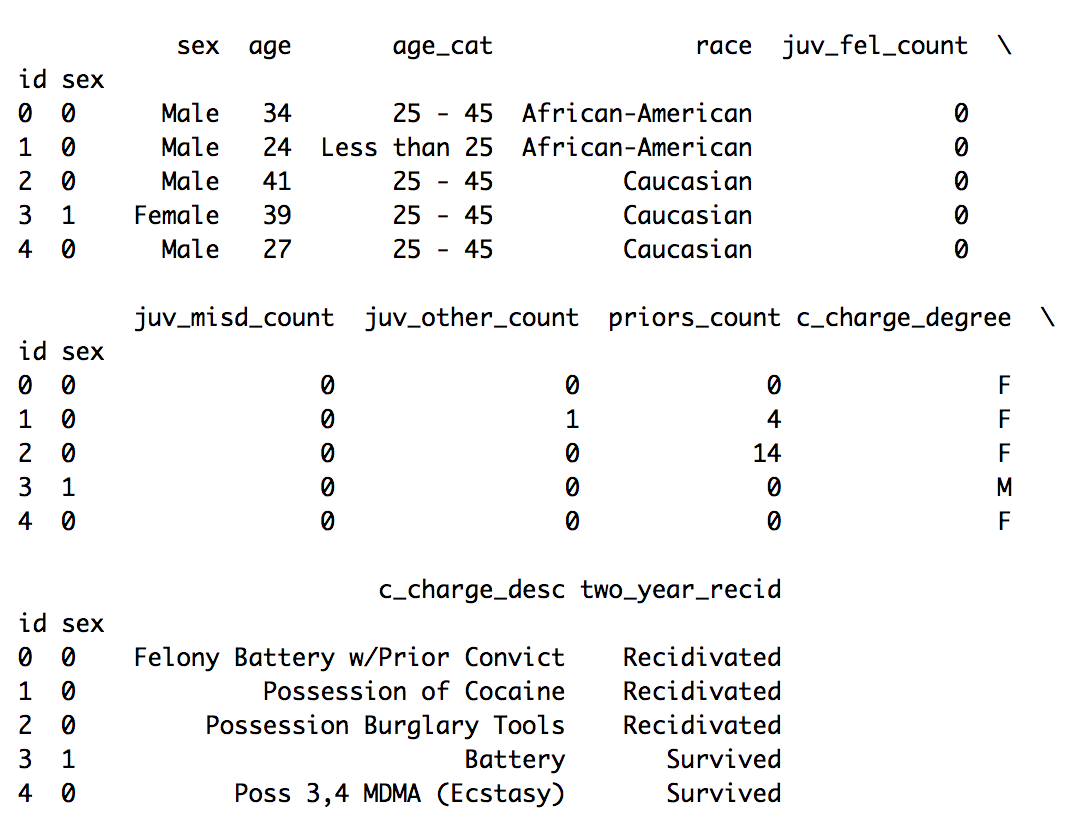 sex  age       age_cat              race  juv_fel_count  \
id sex
0  0       Male   34       25 - 45  African-American              0
1  0       Male   24  Less than 25  African-American              0
2  0       Male   41       25 - 45         Caucasian              0
3  1     Female   39       25 - 45         Caucasian              0
4  0       Male   27       25 - 45         Caucasian              0

        juv_misd_count  juv_other_count  priors_count c_charge_degree  \
id sex
0  0                 0                0             0               F
1  0                 0                1             4               F
2  0                 0                0            14               F
3  1                 0                0             0               M
4  0                 0                0             0               F

                         c_charge_desc two_year_recid
id sex
0  0    Felony Battery w/Prior Convict    Recidivated
1  0             Possession of Cocaine    Recidivated
2  0         Possession Burglary Tools    Recidivated
3  1                           Battery       Survived
4  0           Poss 3,4 MDMA (Ecstasy)       Survived